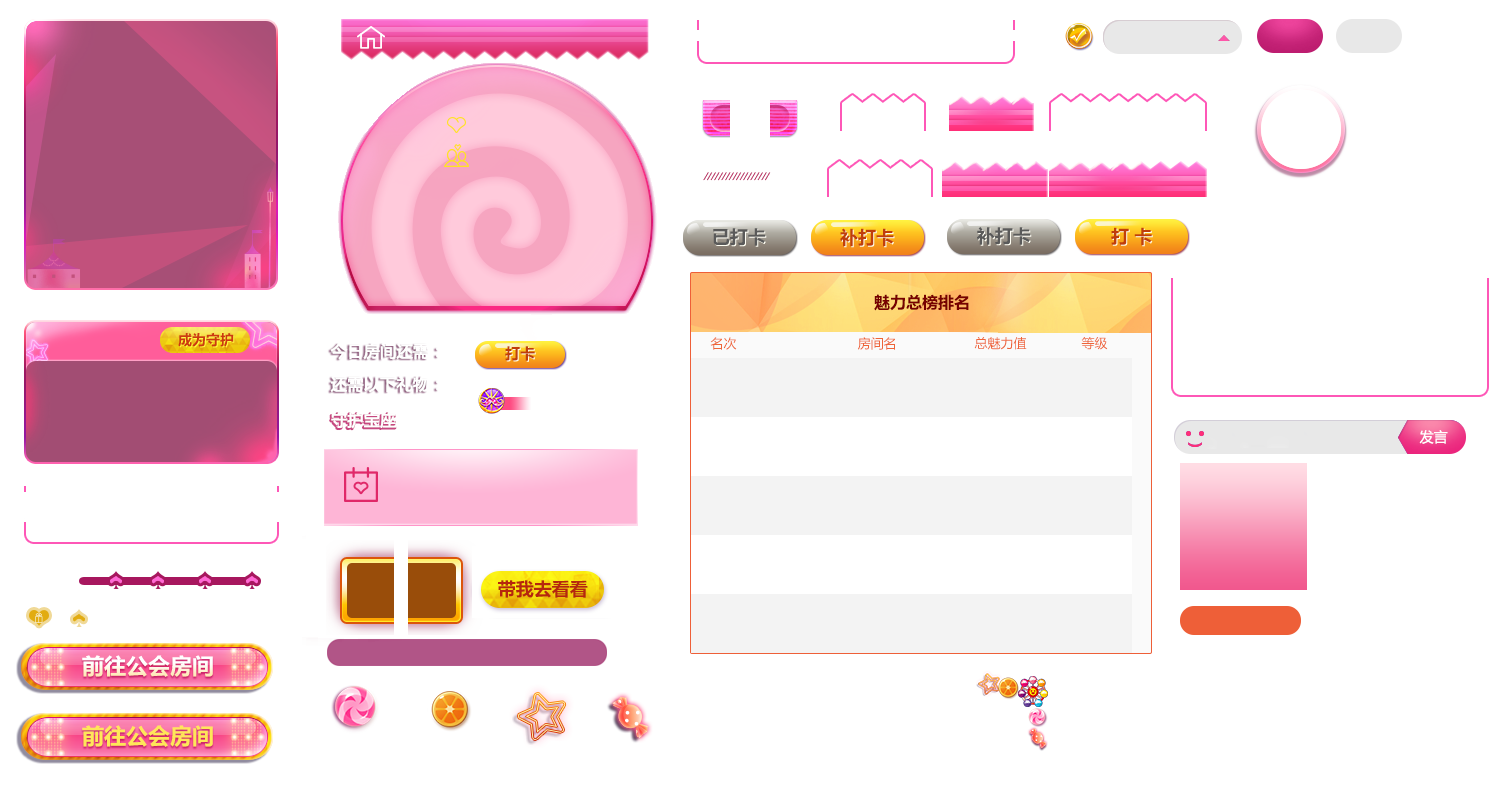 成为守护
前往公会房间
前往公会房间
今日房间还需：
打卡
还需以下礼物：
守护宝座
带我去看看
已打卡
补打卡
补打卡
打 卡
魅力总榜排名
名次 房间名 总魅力值 等级
发言